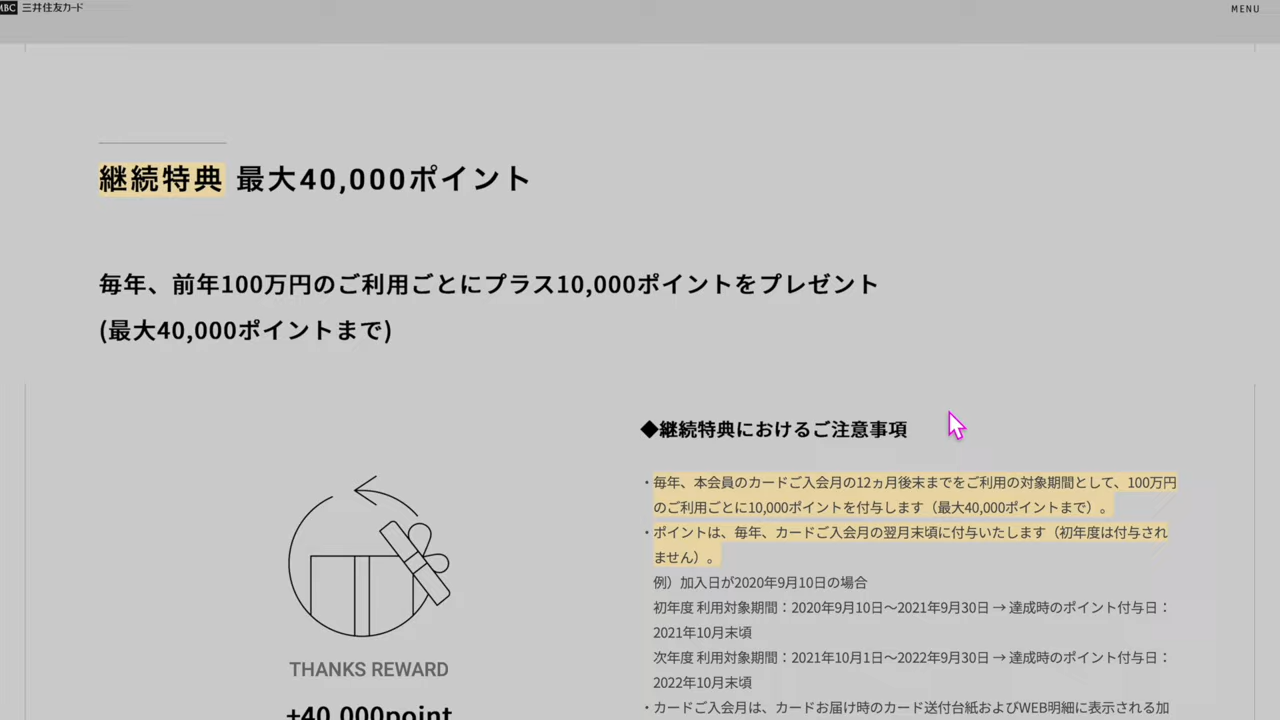 三井住友カード
MENU
継続特典 最大40,000ポイント
毎年、前年100万円のご利用ごとにプラス10,000ポイントをプレゼント
(最大40,000ポイントまで)
◆継続特典におけるご注意事項
・毎年、本会員のカードご入会月の12ヵ月後末までをご利用の対象期間として、100万円
のご利用ごとに10,000ポイントを付与します（最大40,000ポイントまで）。
・ポイントは、毎年、カードご入会月の翌月末頃に付与いたします（初年度は付与され
ません）。
例）加入日が2020年9月10日の場合
初年度 利用対象期間：2020年9月10日～2021年9月30日 → 達成時のポイント付与日：
2021年10月末頃
次年度 利用対象期間：2021年10月1日～2022年9月30日 → 達成時のポイント付与日：
2022年10月末頃
・カードご入会月は、カードお届け時のカード送付台紙およびWEB明細に表示される加
THANKS REWARD
+40,000point